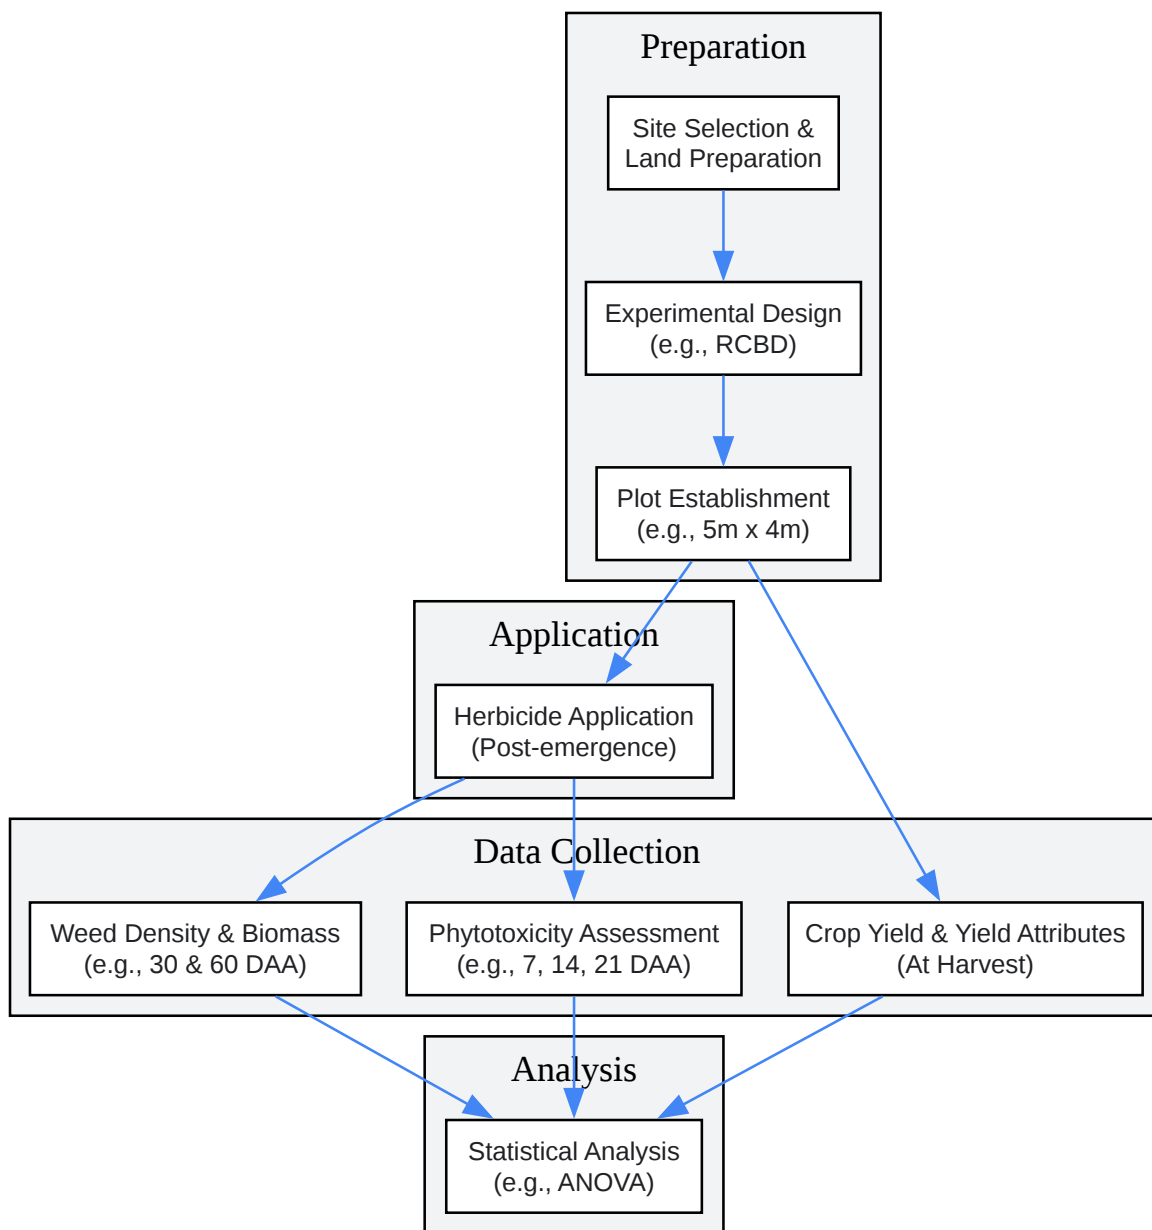 Preparation
Site Selection &
Land Preparation
Experimental Design
(e.g., RCBD)
Plot Establishment
(e.g., 5m x 4m)
Application
Herbicide Application
(Post-emergence)
Data Collection
Weed Density & Biomass
(e.g., 30 & 60 DAA)
Phytotoxicity Assessment
(e.g., 7, 14, 21 DAA)
Crop Yield & Yield Attributes
(At Harvest)
Analysis
Statistical Analysis
(e.g., ANOVA)